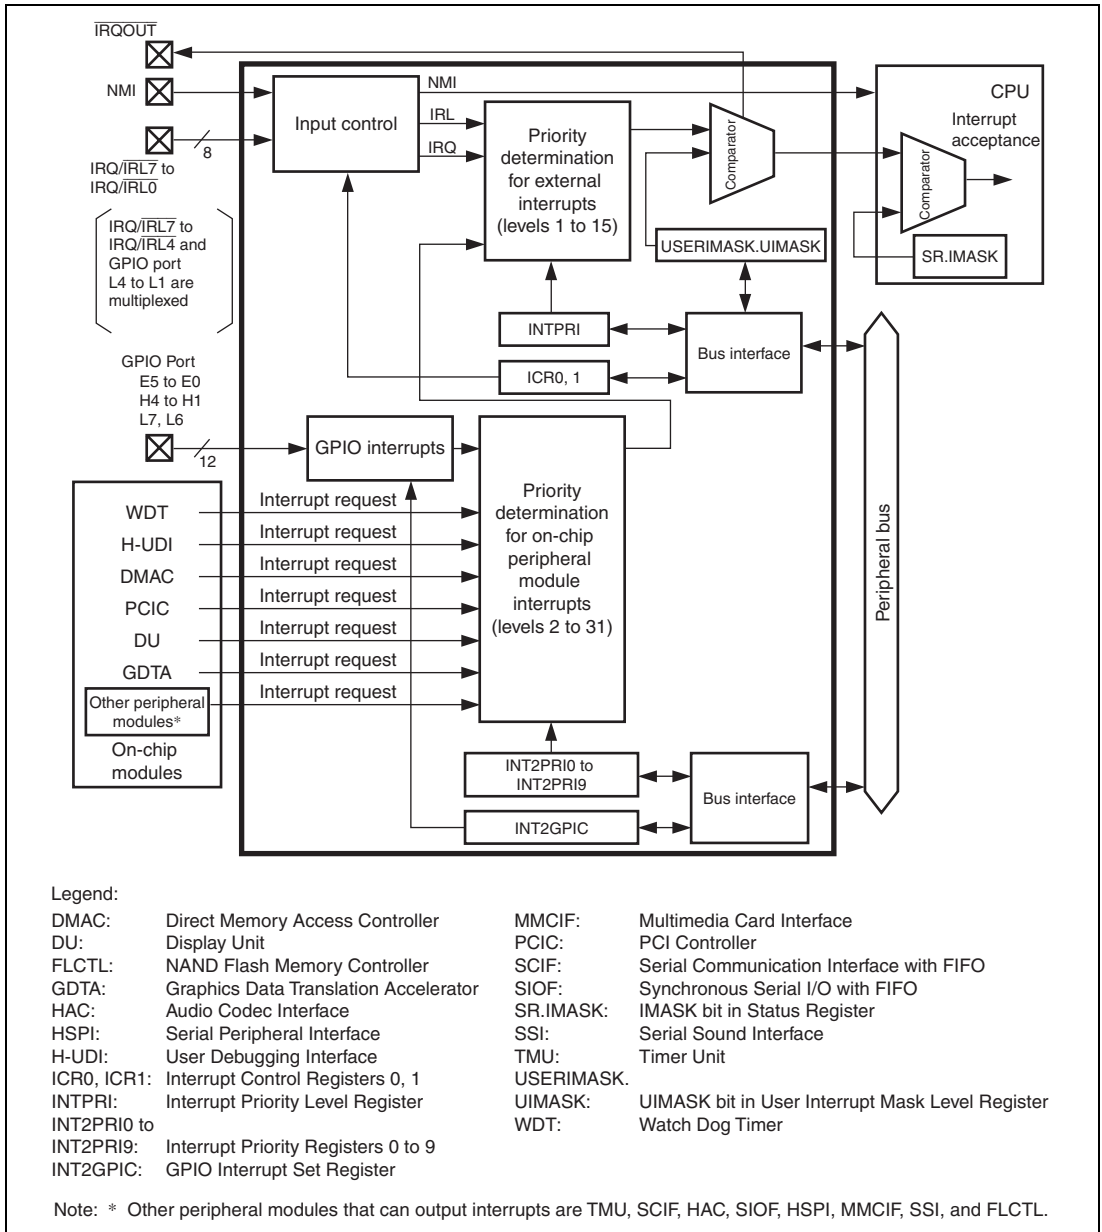 IRQOUT
NMI
8
IRQ/IRL7 to
IRQ/IRL0
IRQ/IRL7 to
IRQ/IRL4 and
GPIO port
L4 to L1 are
multiplexed
GPIO Port
E5 to E0
H4 to H1
L7, L6
12
Input control
NMI
IRL
IRQ
Priority
determination
for external
interrupts
(levels 1 to 15)
Comparator
USERIMASK.UIMASK
CPU
Interrupt
acceptance
Comparator
SR.IMASK
INTPRI
ICR0, 1
Bus interface
Peripheral bus
GPIO interrupts
Priority
determination
for on-chip
peripheral
module
interrupts
(levels 2 to 31)
WDT
Interrupt request
H-UDI
Interrupt request
DMAC
Interrupt request
PCIC
Interrupt request
DU
Interrupt request
GDTA
Interrupt request
Other peripheral
modules*
Interrupt request
On-chip
modules
INT2PRI0 to
INT2PRI9
INT2GPIC
Bus interface
Legend:
DMAC: Direct Memory Access Controller
DU: Display Unit
FLCTL: NAND Flash Memory Controller
GDTA: Graphics Data Translation Accelerator
HAC: Audio Codec Interface
HSPI: Serial Peripheral Interface
H-UDI: User Debugging Interface
ICR0, ICR1: Interrupt Control Registers 0, 1
INTPRI: Interrupt Priority Level Register
INT2PRI0 to
INT2PRI9: Interrupt Priority Registers 0 to 9
INT2GPIC: GPIO Interrupt Set Register
MMCIF: Multimedia Card Interface
PCIC: PCI Controller
SCIF: Serial Communication Interface with FIFO
SIOF: Synchronous Serial I/O with FIFO
SR.IMASK: IMASK bit in Status Register
SSI: Serial Sound Interface
TMU: Timer Unit
USERIMASK.
UIMASK: UIMASK bit in User Interrupt Mask Level Register
WDT: Watch Dog Timer
Note: * Other peripheral modules that can output interrupts are TMU, SCIF, HAC, SIOF, HSPI, MMCIF, SSI, and FLCTL.